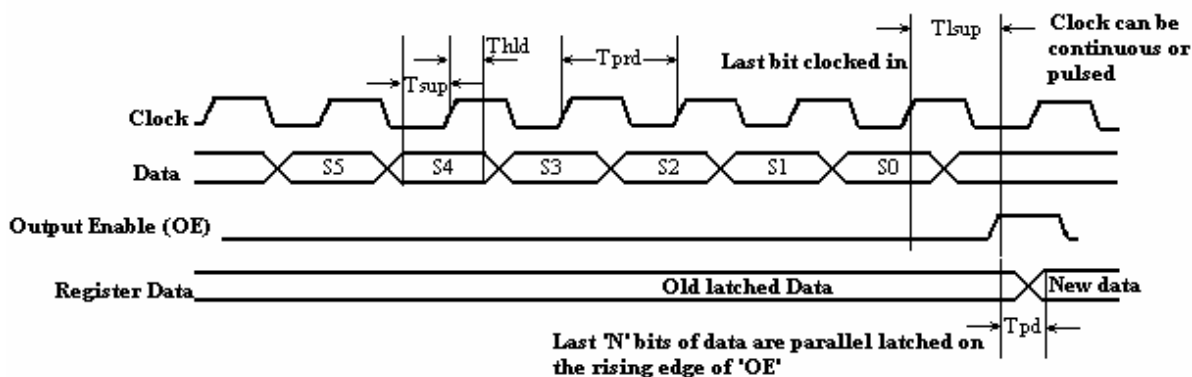 Tlsup
Clock can be
continuous or
pulsed
Thld
Tprd
Last bit clocked in
Tsup
Clock
Data
S5
S4
S3
S2
S1
S0
Output Enable (OE)
Register Data
Old latched Data
New data
Last 'N' bits of data are parallel latched on
the rising edge of 'OE'
Tpd